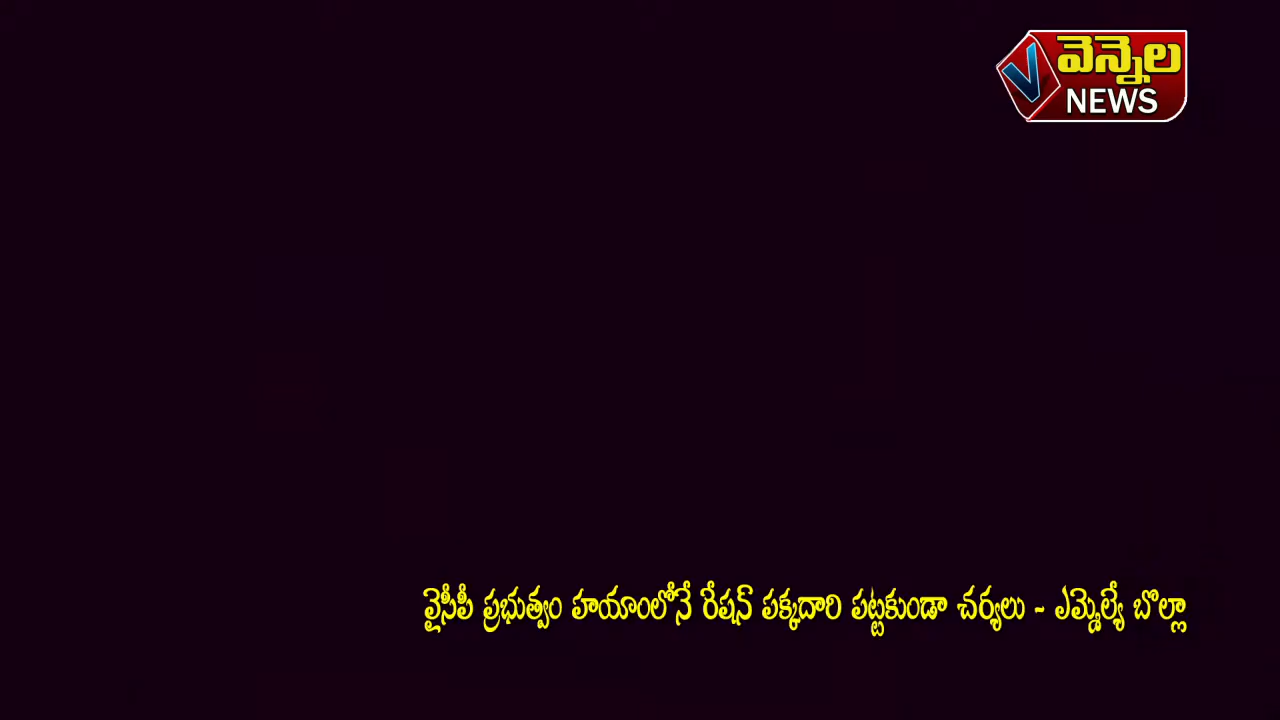 వెన్నెల
NEWS
వైసీపీ ప్రభుత్వం హయాంలోనే రేషన్ పక్కదారి పట్టకుండా చర్యలు - ఎమ్మెల్యే బొల్లా